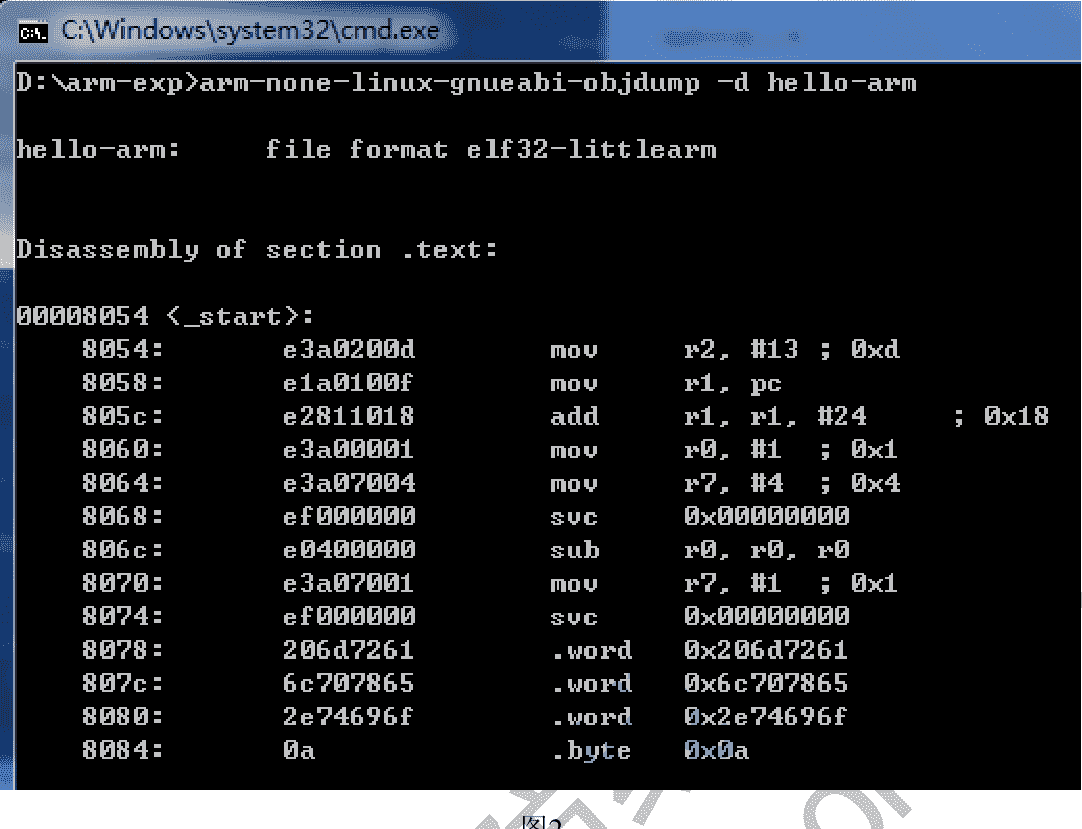 C:\Windows\system32\cmd.exe
D:\arm-exp>arm-none-linux-gnueabi-objdump -d hello-arm
hello-arm:     file format elf32-littlearm
Disassembly of section .text:
00008054 <_start>:
8054:       e3a0200d        mov     r2, #13 ; 0xd
8058:       e1a0100f        mov     r1, pc
805c:       e2811018        add     r1, r1, #24     ; 0x18
8060:       e3a00001        mov     r0, #1  ; 0x1
8064:       e3a07004        mov     r7, #4  ; 0x4
8068:       ef000000        svc     0x00000000
806c:       e0400000        sub     r0, r0, r0
8070:       e3a07001        mov     r7, #1  ; 0x1
8074:       ef000000        svc     0x00000000
8078:       206d7261        .word   0x206d7261
807c:       6c707865        .word   0x6c707865
8080:       2e74696f        .word   0x2e74696f
8084:       0a              .byte   0x0a
图2